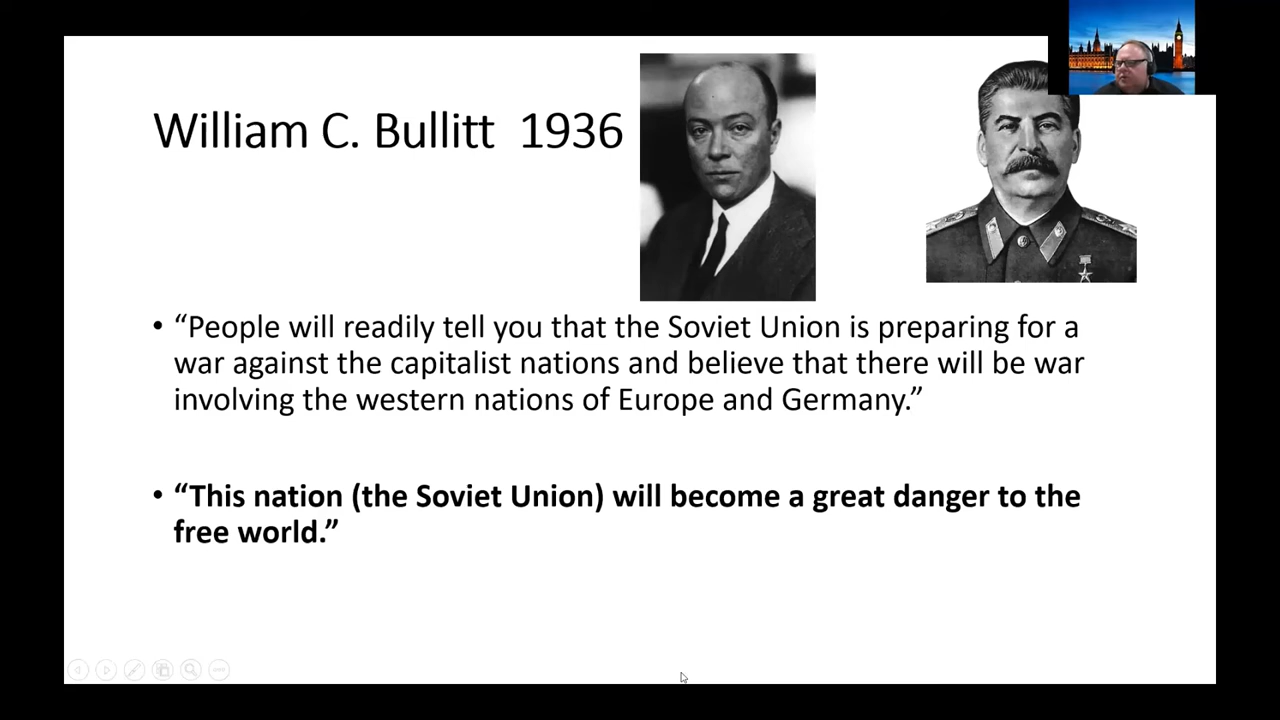 William C. Bullitt 1936
• “People will readily tell you that the Soviet Union is preparing for a
war against the capitalist nations and believe that there will be war
involving the western nations of Europe and Germany.”
• “This nation (the Soviet Union) will become a great danger to the
free world.”